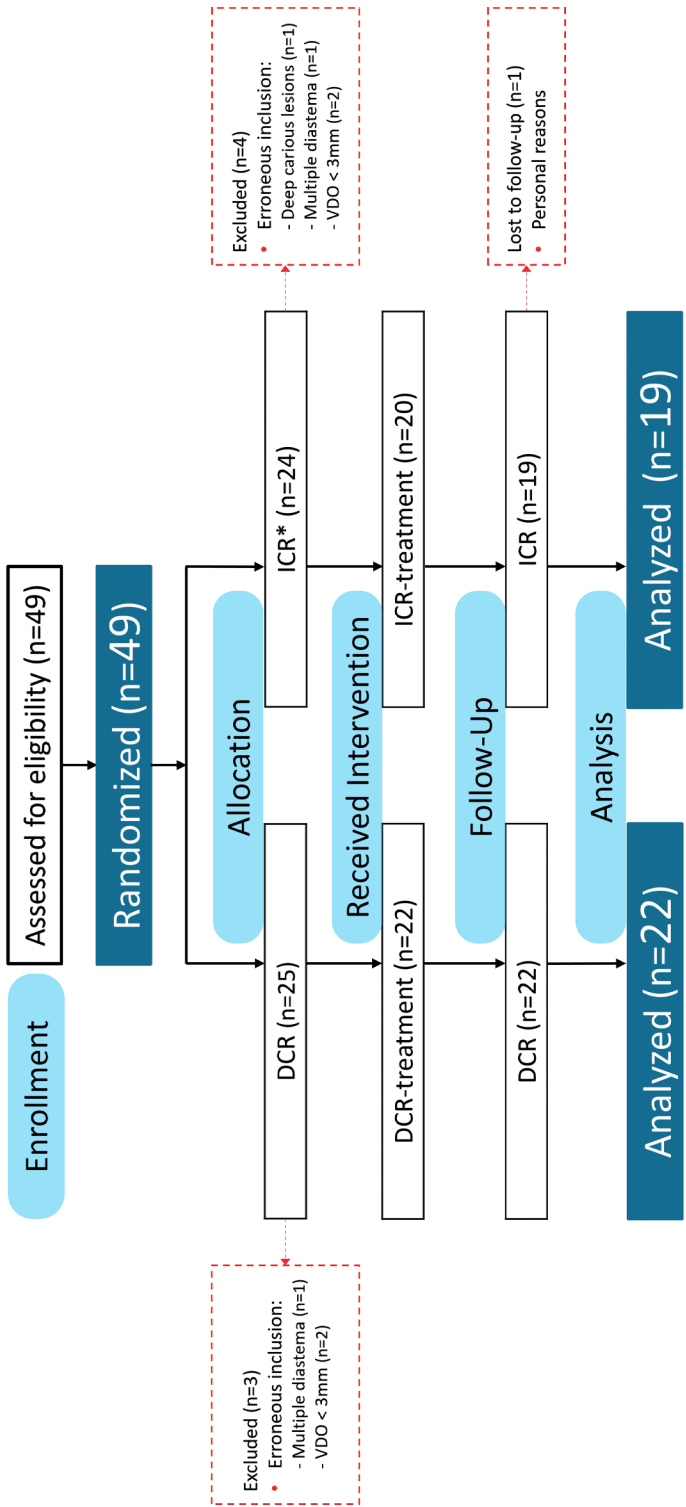 Enrollment
Assessed for eligibility (n=49)
Randomized (n=49)
Allocation
DCR (n=25)
ICR* (n=24)
Excluded (n=3)
• Erroneous inclusion:
- Multiple diastema (n=1)
- VDO < 3mm (n=2)
Excluded (n=4)
• Erroneous inclusion:
- Deep carious lesions (n=1)
- Multiple diastema (n=1)
- VDO < 3mm (n=2)
Received Intervention
DCR-treatment (n=22)
ICR-treatment (n=20)
Follow-Up
DCR (n=22)
ICR (n=19)
Lost to follow-up (n=1)
• Personal reasons
Analysis
Analyzed (n=22)
Analyzed (n=19)